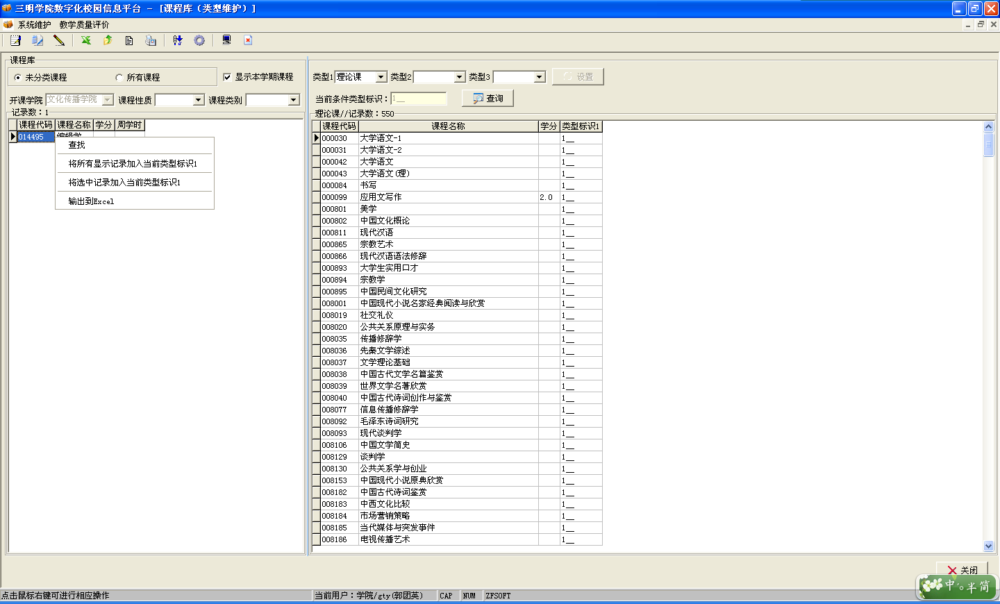 三明学院数字化校园信息平台 - [课程库（类型维护）]
系统维护 教学质量评价
课程库
未分类课程 所有课程 显示本学期课程
开课学院 文化传播学院 课程性质 课程类别
记录数：1
课程代码 课程名称 学分 周学时
014495 编辑学
查找
将所有显示记录加入当前类型标识1
将选中记录加入当前类型标识1
输出到Excel
类型1 理论课 类型2 类型3 设置
当前条件类型标识： 1__ 查询
理论课//记录数：550
课程代码 课程名称 学分 类型标识1
000030 大学语文-1 1__
000031 大学语文-2 1__
000042 大学语文 1__
000043 大学语文(理) 1__
000084 书写 1__
000099 应用文写作 2.0 1__
000801 美学 1__
000802 中国文化概论 1__
000811 现代汉语 1__
000865 宗教艺术 1__
000866 现代汉语语法修辞 1__
000893 大学生实用口才 1__
000894 宗教学 1__
000895 中国民间文化研究 1__
008001 中国现代小说名家经典阅读与欣赏 1__
008019 社交礼仪 1__
008020 公共关系原理与实务 1__
008035 传播修辞学 1__
008036 先秦文学综述 1__
008037 文学理论基础 1__
008038 中国古代文学名篇鉴赏 1__
008039 世界文学名著欣赏 1__
008040 中国古代诗词创作与鉴赏 1__
008077 信息传播修辞学 1__
008092 毛泽东诗词研究 1__
008093 现代谈判学 1__
008106 中国文学简史 1__
008129 谈判学 1__
008130 公共关系学与创业 1__
008153 中国现代小说原典欣赏 1__
008182 中国古代诗词鉴赏 1__
008183 中西文化比较 1__
008184 市场营销策略 1__
008185 当代媒体与突发事件 1__
008186 电视传播艺术 1__
关闭
中 半 简
点击鼠标右键可进行相应操作 当前用户：学院/gty(郭团英) CAP NUM ZFSOFT